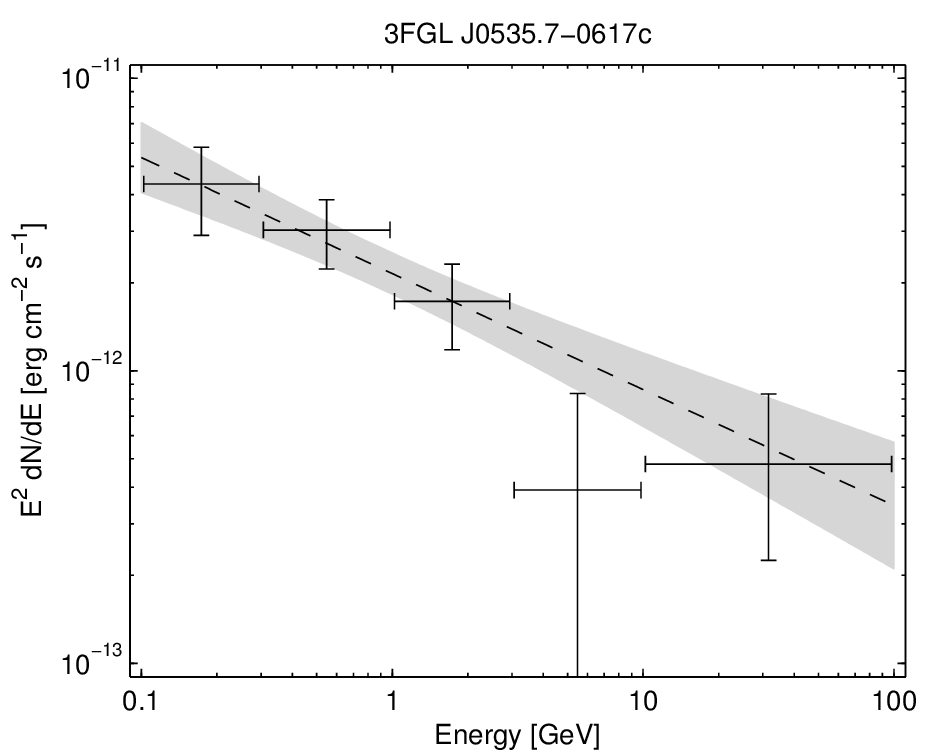 3FGL J0535.7−0617c
10⁻¹¹
10⁻¹²
10⁻¹³
E² dN/dE [erg cm⁻² s⁻¹]
0.1 1 10 100
Energy [GeV]